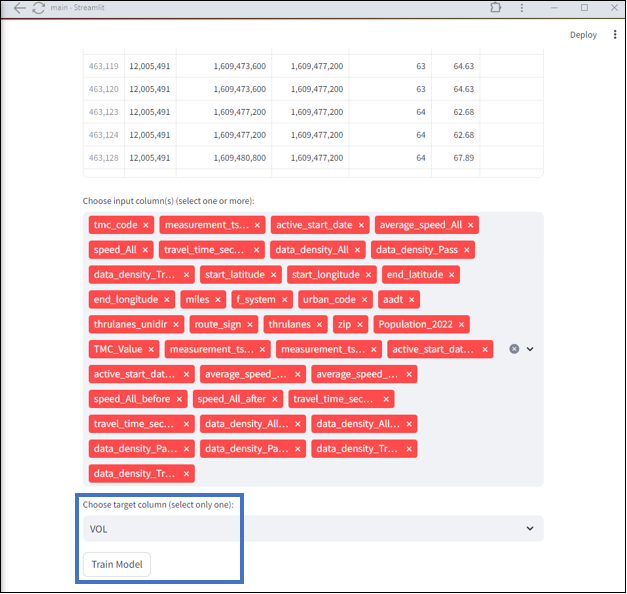 main - Streamlit
Deploy
463,119 12,005,491 1,609,473,600 1,609,477,200 63 64.63
463,120 12,005,491 1,609,473,600 1,609,477,200 63 64.63
463,123 12,005,491 1,609,477,200 1,609,477,200 64 62.68
463,124 12,005,491 1,609,477,200 1,609,477,200 64 62.68
463,128 12,005,491 1,609,480,800 1,609,477,200 64 67.89
Choose input column(s) (select one or more):
tmc_code × measurement_ts... × active_start_date × average_speed_All ×
speed_All × travel_time_sec... × data_density_All × data_density_Pass ×
data_density_Tr... × start_latitude × start_longitude × end_latitude ×
end_longitude × miles × f_system × urban_code × aadt ×
thrulanes_unidir × route_sign × thrulanes × zip × Population_2022 ×
TMC_Value × measurement_ts... × measurement_ts... × active_start_dat... ×
active_start_dat... × average_speed_... × average_speed_... ×
speed_All_before × speed_All_after × travel_time_sec... ×
travel_time_sec... × data_density_All... × data_density_All... ×
data_density_Pa... × data_density_Pa... × data_density_Tr... ×
data_density_Tr... ×
Choose target column (select only one):
VOL
Train Model